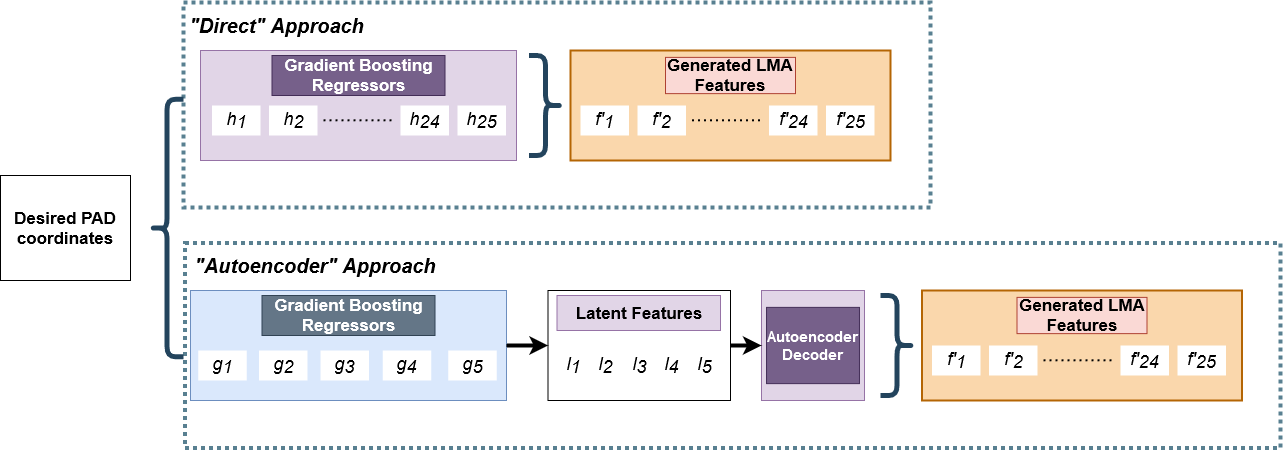 "Direct" Approach
Gradient Boosting
Regressors
h1 h2 ............ h24 h25
Generated LMA
Features
f'1 f'2 ............ f'24 f'25
Desired PAD
coordinates
"Autoencoder" Approach
Gradient Boosting
Regressors
g1 g2 g3 g4 g5
Latent Features
l1 l2 l3 l4 l5
Autoencoder
Decoder
Generated LMA
Features
f'1 f'2 ............ f'24 f'25